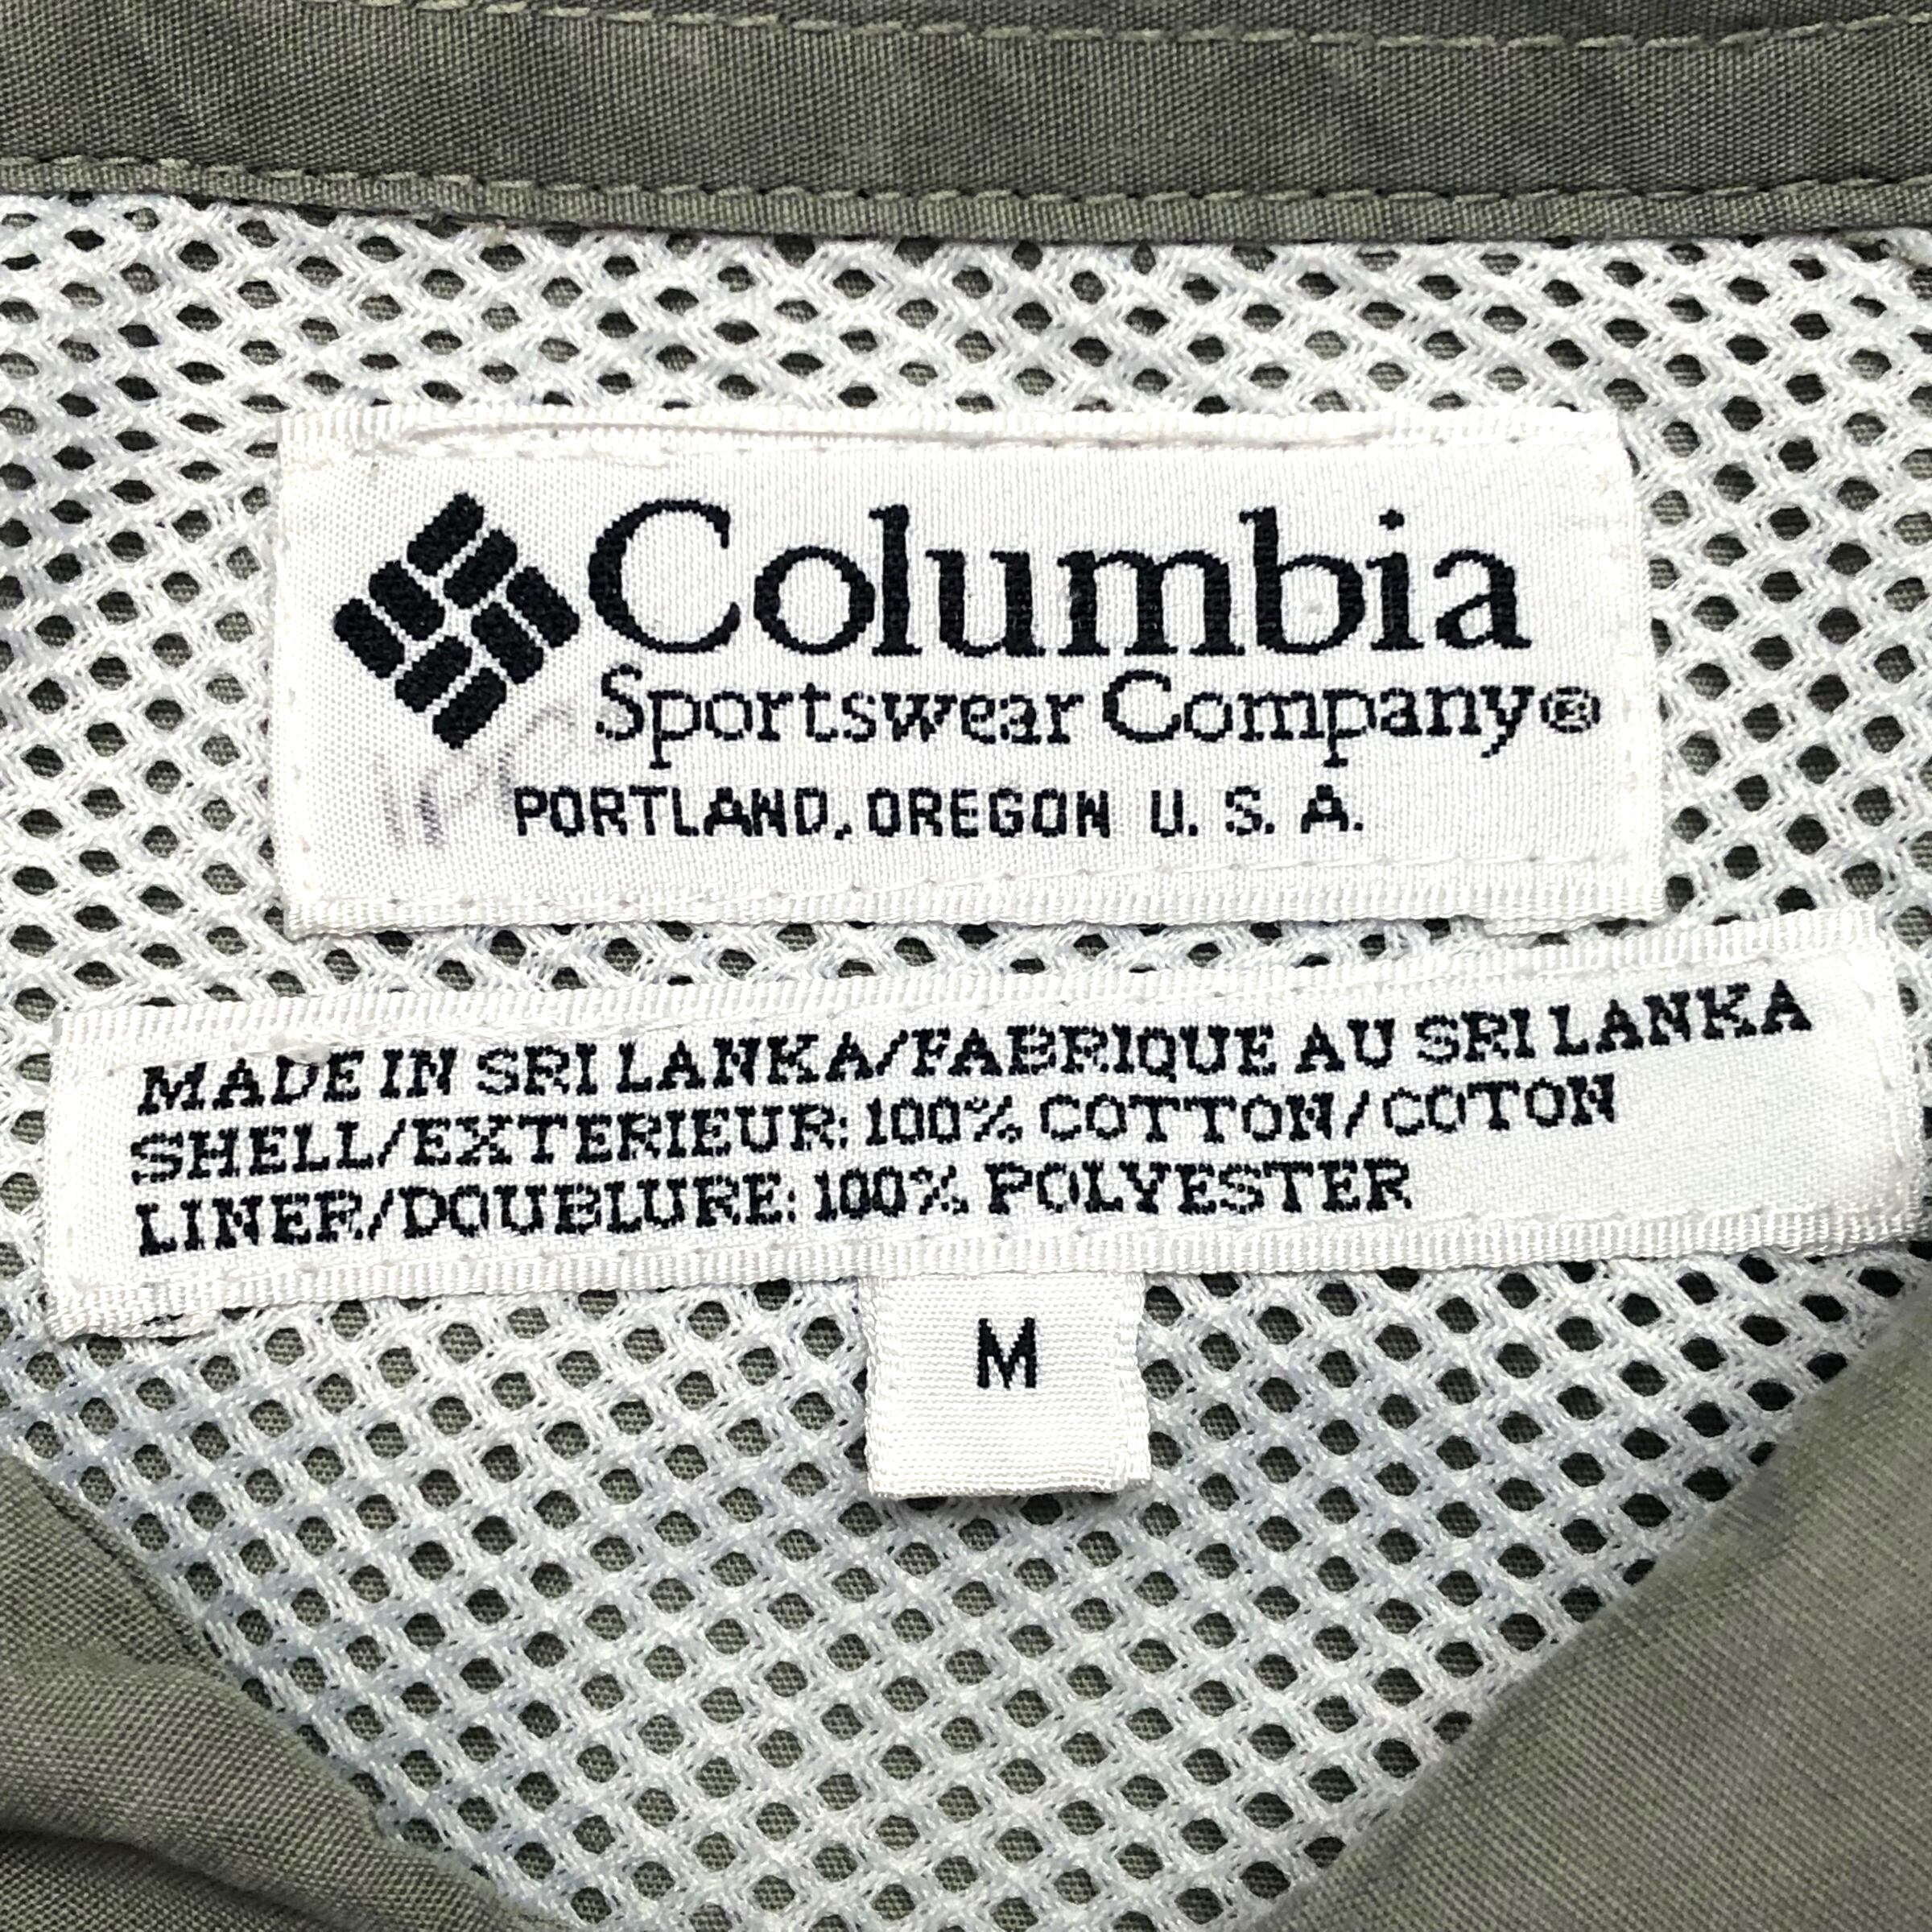 Columbia
Sportswear Company®
PORTLAND, OREGON U. S. A.
MADE IN SRI LANKA/FABRIQUE AU SRI LANKA
SHELL/EXTERIEUR: 100% COTTON/COTON
LINER/DOUBLURE: 100% POLYESTER
M